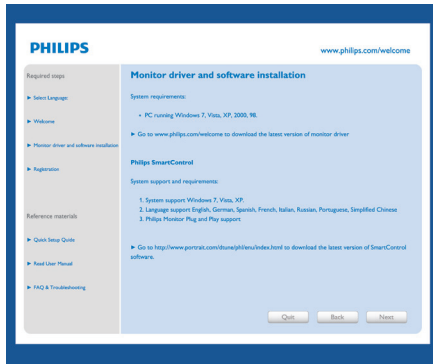 PHILIPS
www.philips.com/welcome
Required steps
► Select Language
► Welcome
► Monitor driver and software installation
► Registration
Reference materials
► Quick Setup Guide
► Read User Manual
► FAQ & Troubleshooting
Monitor driver and software installation
System requirements:
• PC running Windows 7, Vista, XP, 2000, 98.
► Go to www.philips.com/welcome to download the latest version of monitor driver
Philips SmartControl
System support and requirements:
1. System support Windows 7, Vista, XP.
2. Language support English, German, Spanish, French, Italian, Russian, Portuguese, Simplified Chinese
3. Philips Monitor Plug and Play support
► Go to http://www.portrait.com/dtune/phl/enu/index.html to download the latest version of SmartControl
software.
Quit
Back
Next